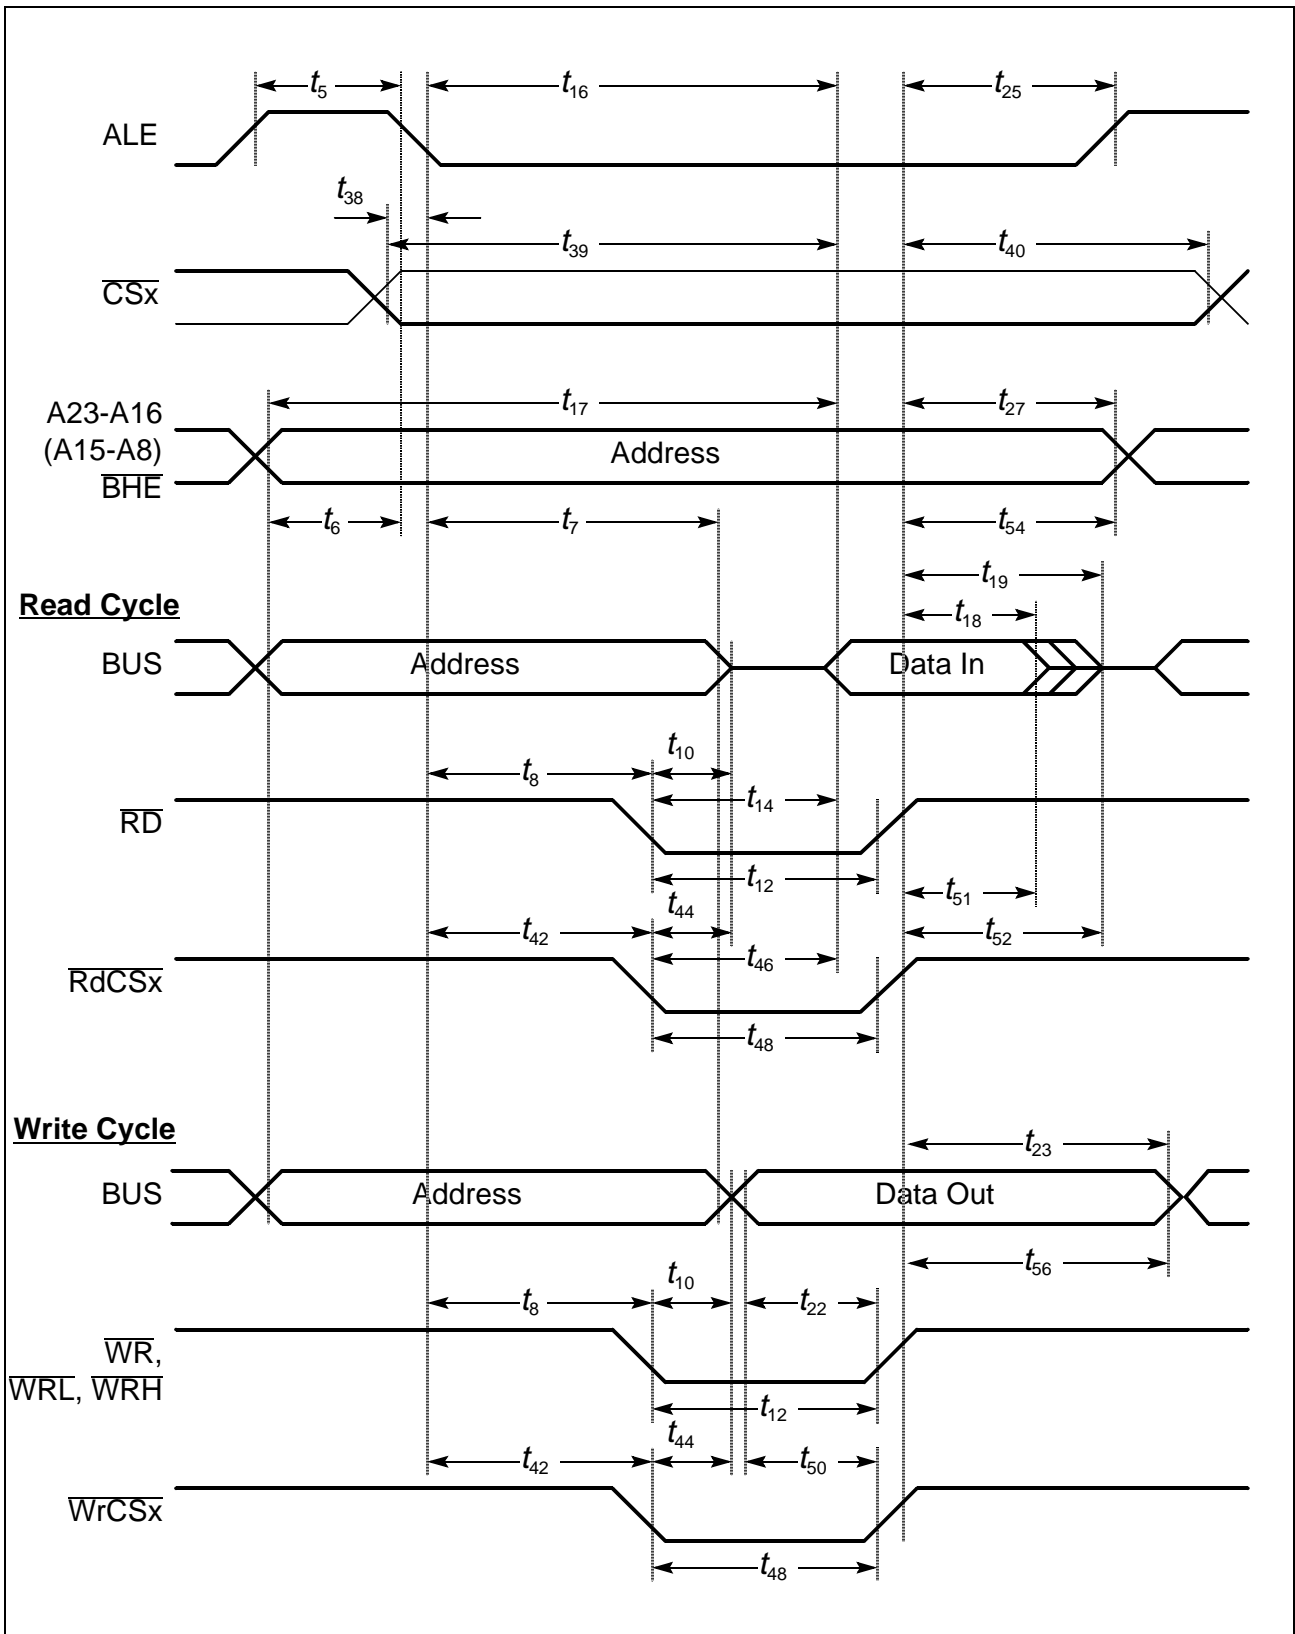 t5 t16 t25
ALE
t38
t39 t40
CSx
t17 t27
A23-A16
(A15-A8)
BHE
Address
t6 t7 t54
t19
t18
Read Cycle
BUS Address Data In
t10
t8
t14
RD
t12 t51
t44
t42 t52
t46
RdCSx
t48
Write Cycle
t23
BUS Address Data Out
t56
t10
t8 t22
WR,
WRL, WRH
t12
t44
t42 t50
WrCSx
t48